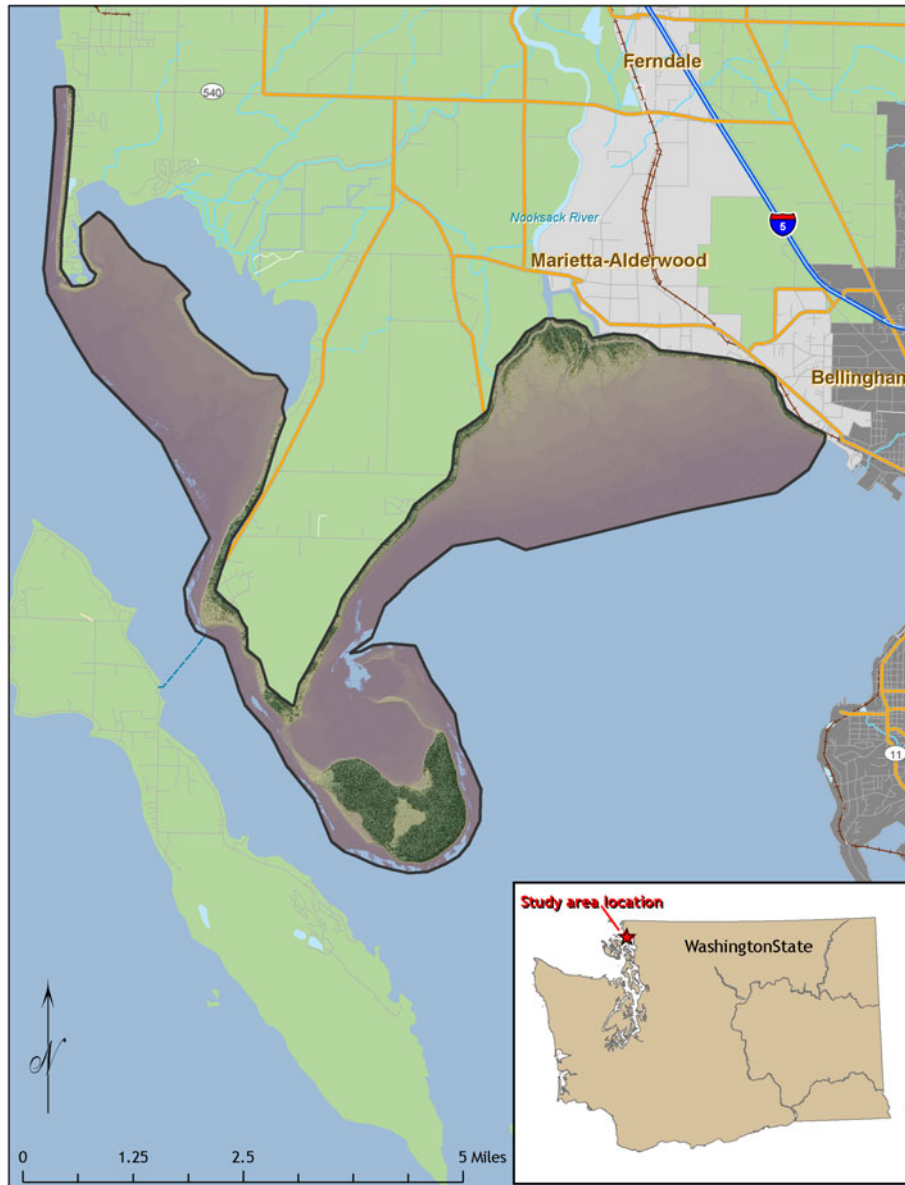 Ferndale
540
Nooksack River
5
Marietta-Alderwood
Bellingham
11
Study area location
WashingtonState
N
0 1.25 2.5 5 Miles